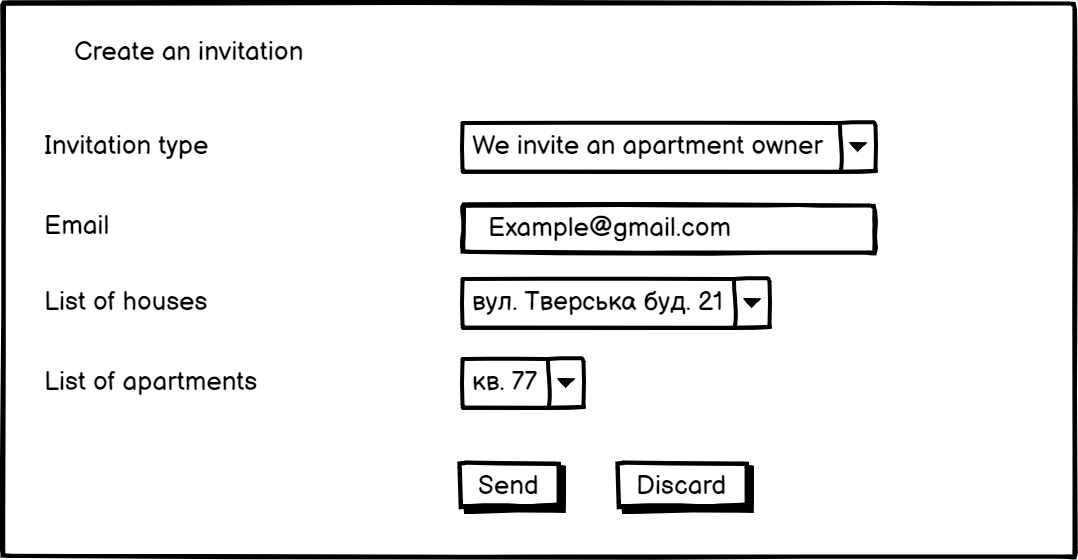 Create an invitation
Invitation type
We invite an apartment owner
Email
Example@gmail.com
List of houses
вул. Тверська буд. 21
List of apartments
кв. 77
Send
Discard